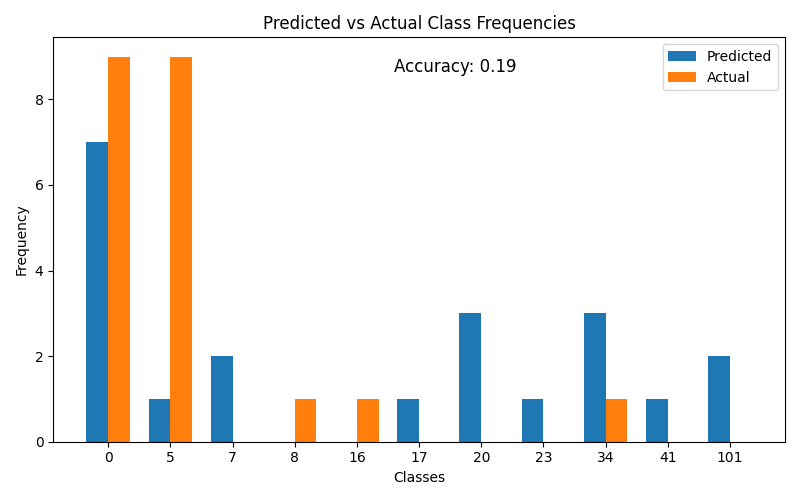 Predicted vs Actual Class Frequencies
Accuracy: 0.19
Predicted
Actual
Frequency
8
6
4
2
0
0 5 7 8 16 17 20 23 34 41 101
Classes